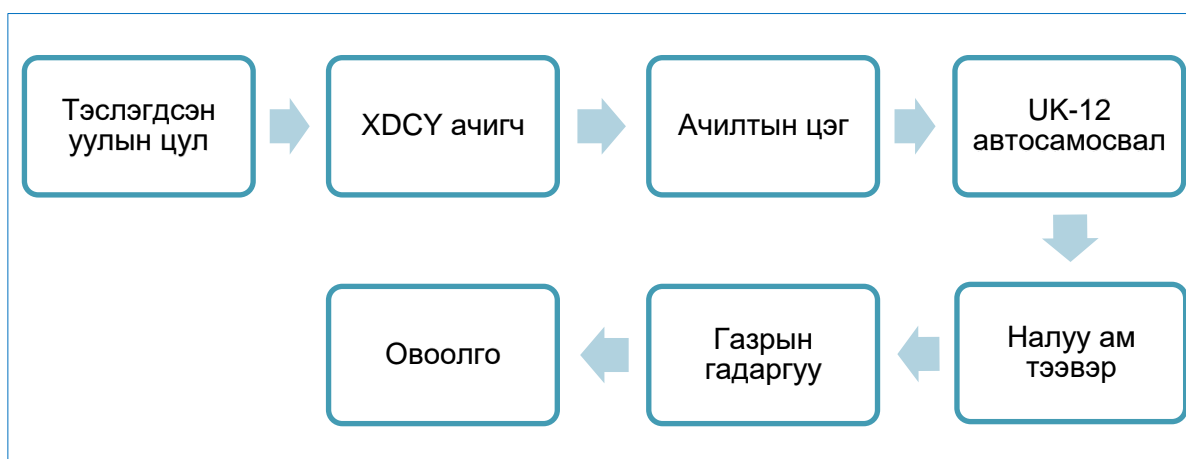 Тэслэгдсэн
уулын цул
XDCY ачигч
Ачилтын цэг
UK-12
автосамосвал
Налуу ам
тээвэр
Газрын
гадаргуу
Овоолго